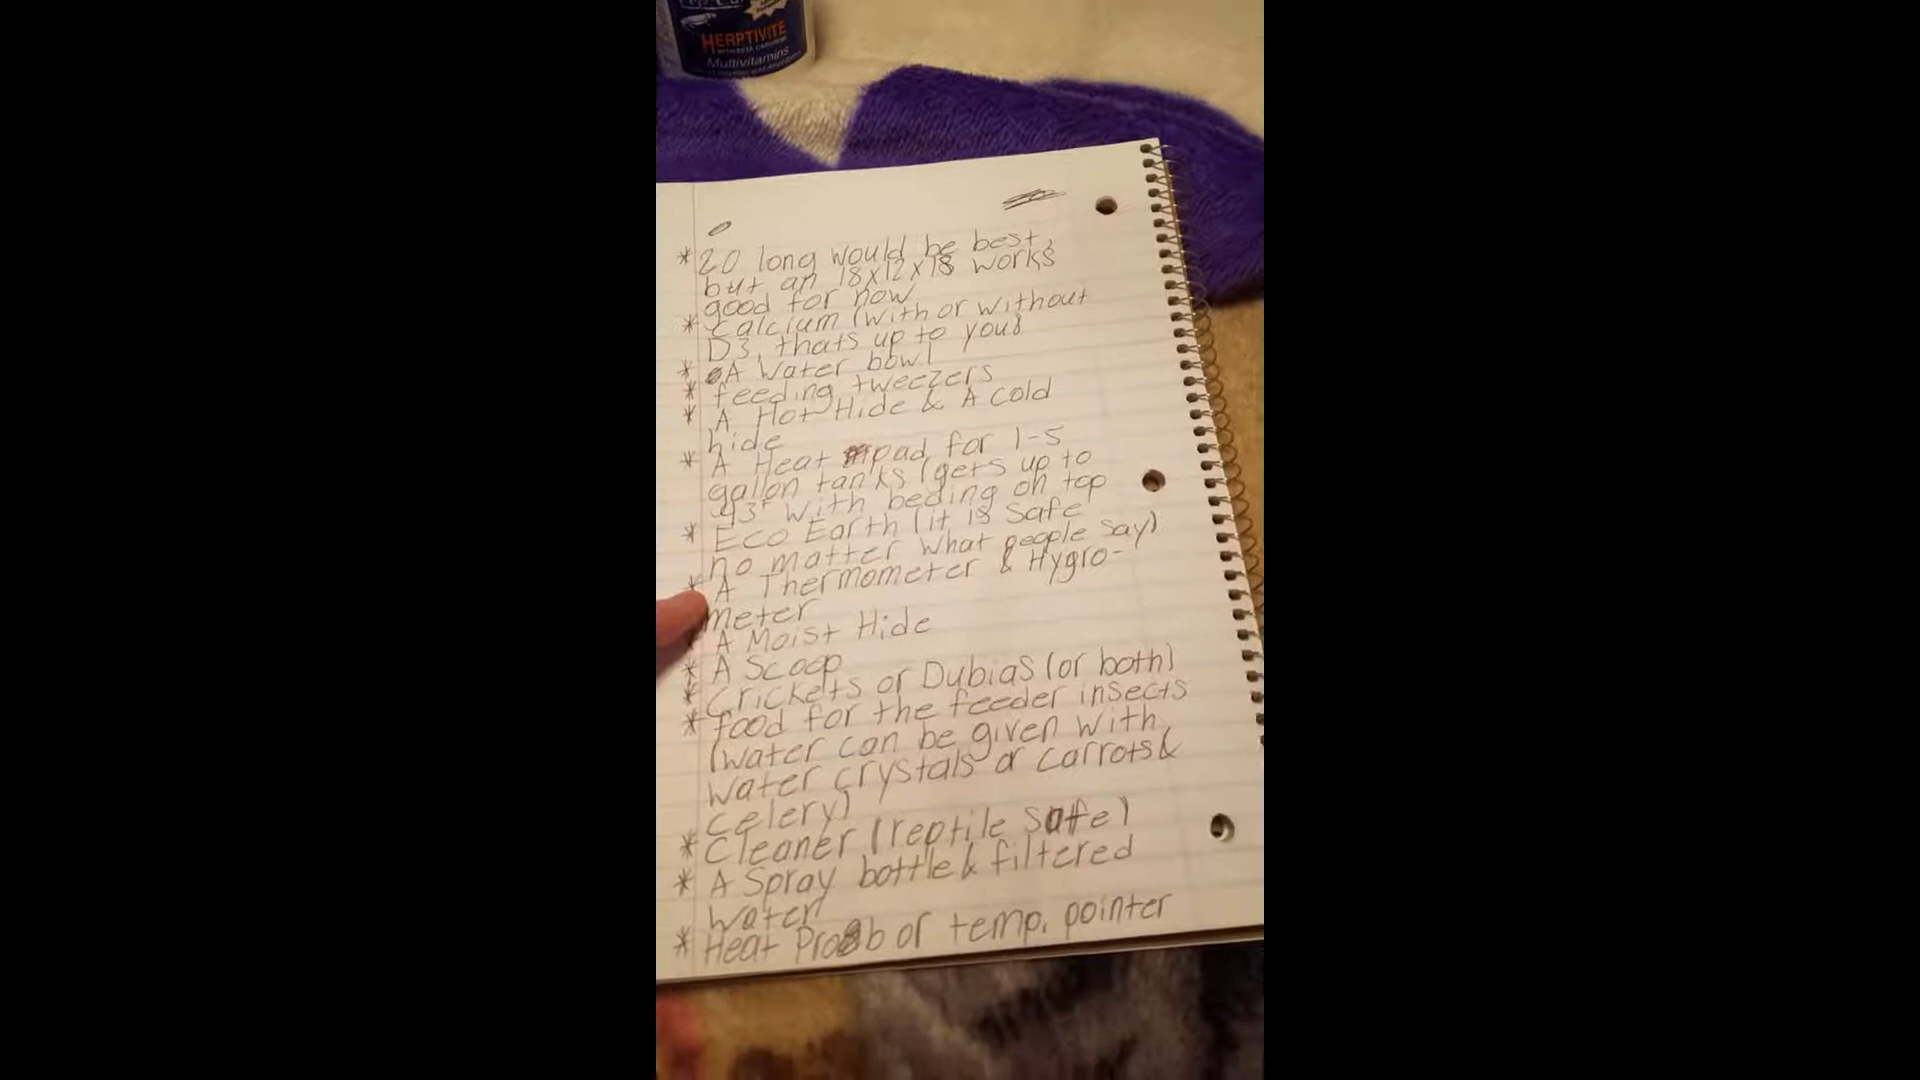 HERPTIVITE
WITH BETA CAROTENE
Multivitamins
* 20 long would be best,
but an 18x12x18 works
good for now
* Calcium (with or without
D3, thats up to you)
* A Water bowl
* feeding tweezers
* A Hot Hide & A cold
hide
* A Heat pad for 1-5
gallon tanks (gets up to
93° with beding on top
* Eco Earth (it is safe
no matter what people say)
* A Thermometer & Hygro-
meter
A Moist Hide
* A Scoop
* Crickets or Dubias (or both)
* food for the feeder insects
(water can be given with
water crystals or carrots &
celery)
* Cleaner (reptile safe)
* A Spray bottle & filtered
water
* Heat Prob or temp. pointer